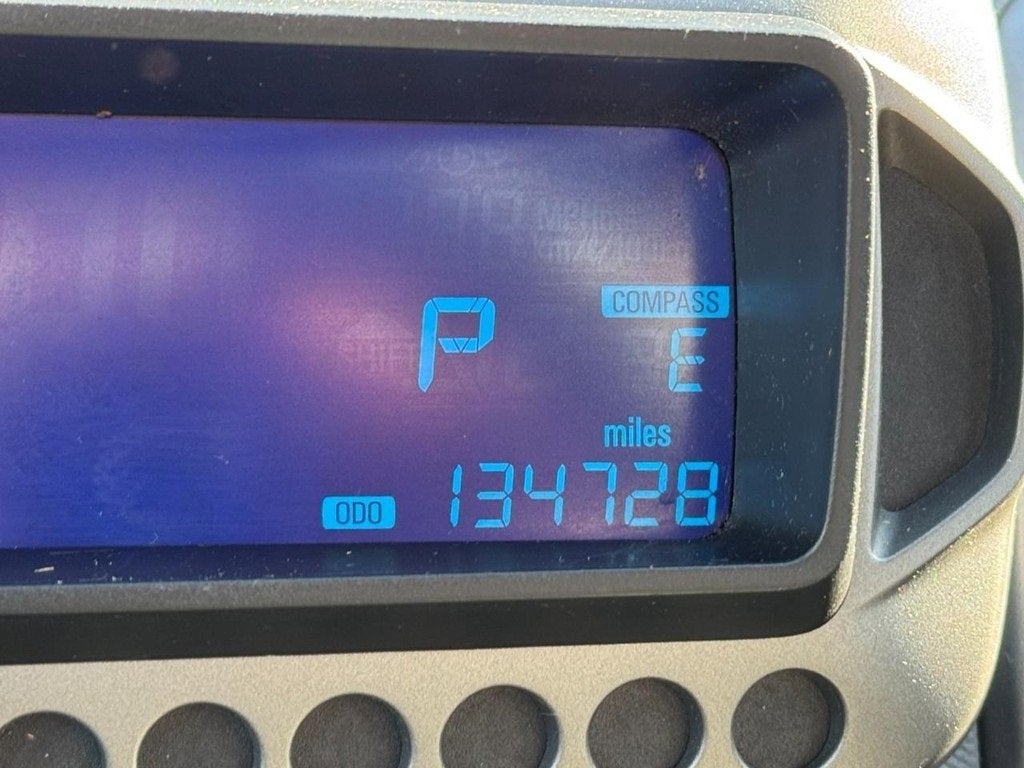 P
COMPASS
E
miles
ODO 134728